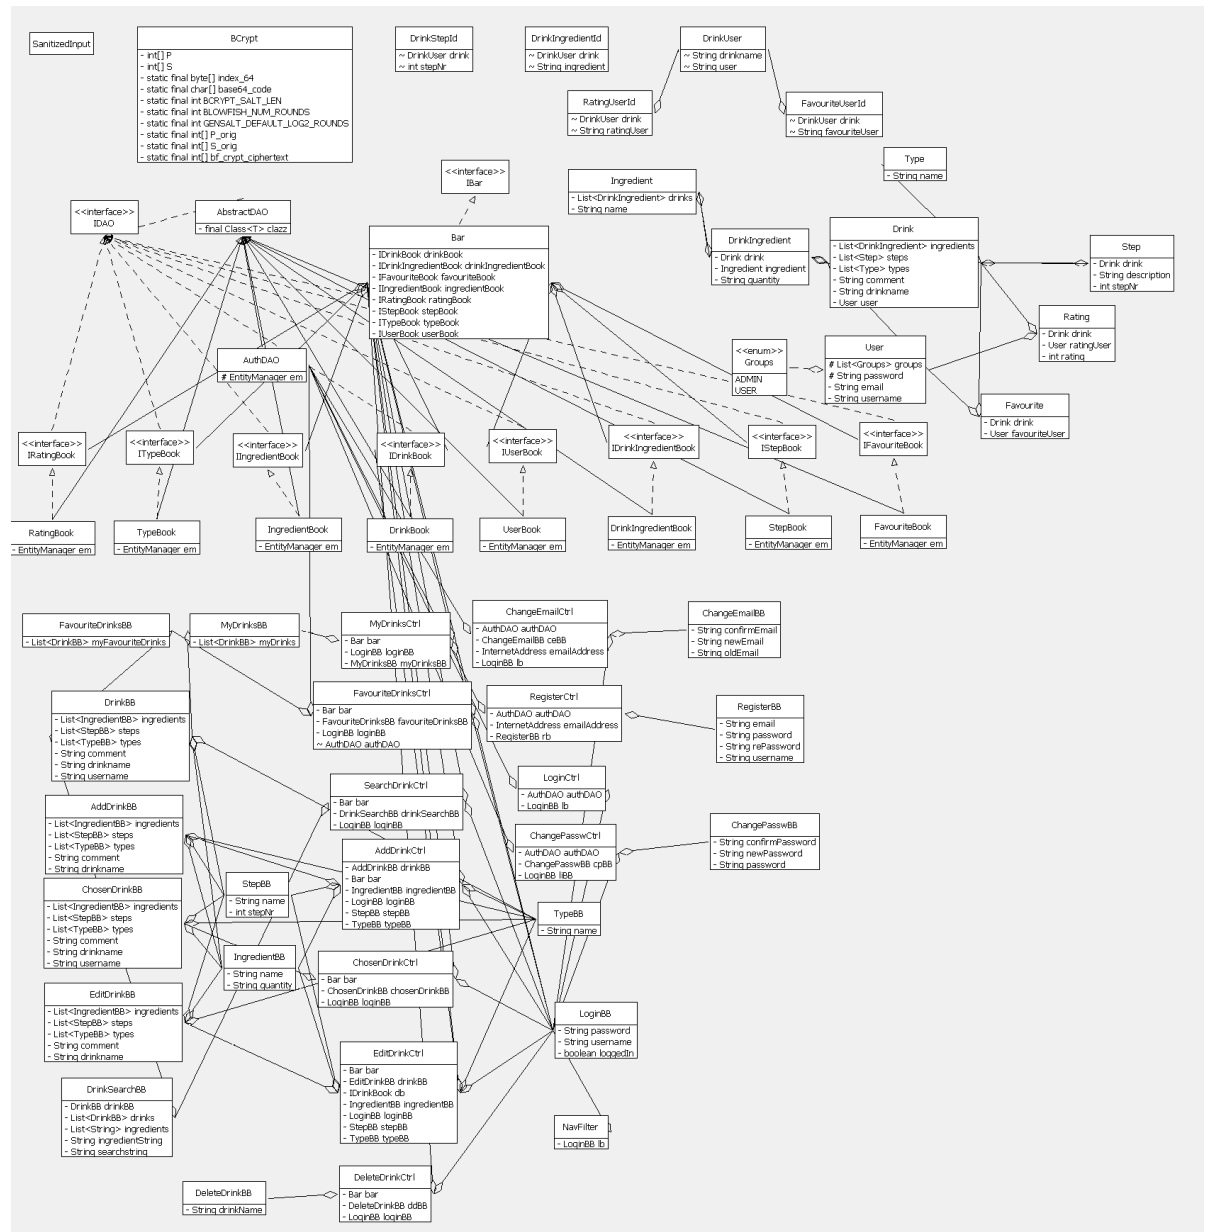 SanitizedInput
BCrypt
- int[] P
- int[] S
- static final byte[] index_64
- static final char[] base64_code
- static final int BCRYPT_SALT_LEN
- static final int BLOWFISH_NUM_ROUNDS
- static final int GENSALT_DEFAULT_LOG2_ROUNDS
- static final int[] P_orig
- static final int[] S_orig
- static final int[] bf_crypt_ciphertext
DrinkStepId
~ DrinkUser drink
~ int stepNr
DrinkIngredientId
~ DrinkUser drink
~ String ingredient
DrinkUser
~ String drinkname
~ String user
RatingUserId
~ DrinkUser drink
~ String ratingUser
FavouriteUserId
~ DrinkUser drink
~ String favouriteUser
Type
- String name
<<interface>>
IBar
Ingredient
- List<DrinkIngredient> drinks
- String name
<<interface>>
IDAO
AbstractDAO
- final Class<T> clazz
Bar
- IDrinkBook drinkBook
- IDrinkIngredientBook drinkIngredientBook
- IFavouriteBook favouriteBook
- IIngredientBook ingredientBook
- IRatingBook ratingBook
- IStepBook stepBook
- ITypeBook typeBook
- IUserBook userBook
DrinkIngredient
- Drink drink
- Ingredient ingredient
- String quantity
Drink
- List<DrinkIngredient> ingredients
- List<Step> steps
- List<Type> types
- String comment
- String drinkname
- User user
Step
- Drink drink
- String description
- int stepNr
Rating
- Drink drink
- User ratingUser
- int rating
AuthDAO
# EntityManager em
<<enum>>
Groups
ADMIN
USER
User
# List<Groups> groups
# String password
- String email
- String username
Favourite
- Drink drink
- User favouriteUser
<<interface>>
IRatingBook
<<interface>>
ITypeBook
<<interface>>
IIngredientBook
<<interface>>
IDrinkBook
<<interface>>
IUserBook
<<interface>>
IDrinkIngredientBook
<<interface>>
IStepBook
<<interface>>
IFavouriteBook
RatingBook
- EntityManager em
TypeBook
- EntityManager em
IngredientBook
- EntityManager em
DrinkBook
- EntityManager em
UserBook
- EntityManager em
DrinkIngredientBook
- EntityManager em
StepBook
- EntityManager em
FavouriteBook
- EntityManager em
FavouriteDrinksBB
- List<DrinkBB> myFavouriteDrinks
MyDrinksBB
- List<DrinkBB> myDrinks
MyDrinksCtrl
- Bar bar
- LoginBB loginBB
- MyDrinksBB myDrinksBB
ChangeEmailCtrl
- AuthDAO authDAO
- ChangeEmailBB ceBB
- InternetAddress emailAddress
- LoginBB lb
ChangeEmailBB
- String confirmEmail
- String newEmail
- String oldEmail
DrinkBB
- List<IngredientBB> ingredients
- List<StepBB> steps
- List<TypeBB> types
- String comment
- String drinkname
- String username
FavouriteDrinksCtrl
- Bar bar
- FavouriteDrinksBB favouriteDrinksBB
- LoginBB loginBB
~ AuthDAO authDAO
RegisterCtrl
- AuthDAO authDAO
- InternetAddress emailAddress
- RegisterBB rb
RegisterBB
- String email
- String password
- String rePassword
- String username
SearchDrinkCtrl
- Bar bar
- DrinkSearchBB drinkSearchBB
- LoginBB loginBB
LoginCtrl
- AuthDAO authDAO
- LoginBB lb
AddDrinkBB
- List<IngredientBB> ingredients
- List<StepBB> steps
- List<TypeBB> types
- String comment
- String drinkname
AddDrinkCtrl
- AddDrinkBB drinkBB
- Bar bar
- IngredientBB ingredientBB
- LoginBB loginBB
- StepBB stepBB
- TypeBB typeBB
ChangePasswCtrl
- AuthDAO authDAO
- ChangePasswBB cpBB
- LoginBB liBB
ChangePasswBB
- String confirmPassword
- String newPassword
- String password
ChosenDrinkBB
- List<IngredientBB> ingredients
- List<StepBB> steps
- List<TypeBB> types
- String comment
- String drinkname
- String username
StepBB
- String name
- int stepNr
TypeBB
- String name
IngredientBB
- String name
- String quantity
ChosenDrinkCtrl
- Bar bar
- ChosenDrinkBB chosenDrinkBB
- LoginBB loginBB
EditDrinkBB
- List<IngredientBB> ingredients
- List<StepBB> steps
- List<TypeBB> types
- String comment
- String drinkname
LoginBB
- String password
- String username
- boolean loggedIn
EditDrinkCtrl
- Bar bar
- EditDrinkBB drinkBB
- IDrinkBook db
- IngredientBB ingredientBB
- LoginBB loginBB
- StepBB stepBB
- TypeBB typeBB
DrinkSearchBB
- DrinkBB drinkBB
- List<DrinkBB> drinks
- List<String> ingredients
- String ingredientString
- String searchstring
NavFilter
- LoginBB lb
DeleteDrinkBB
- String drinkName
DeleteDrinkCtrl
- Bar bar
- DeleteDrinkBB ddBB
- LoginBB loginBB